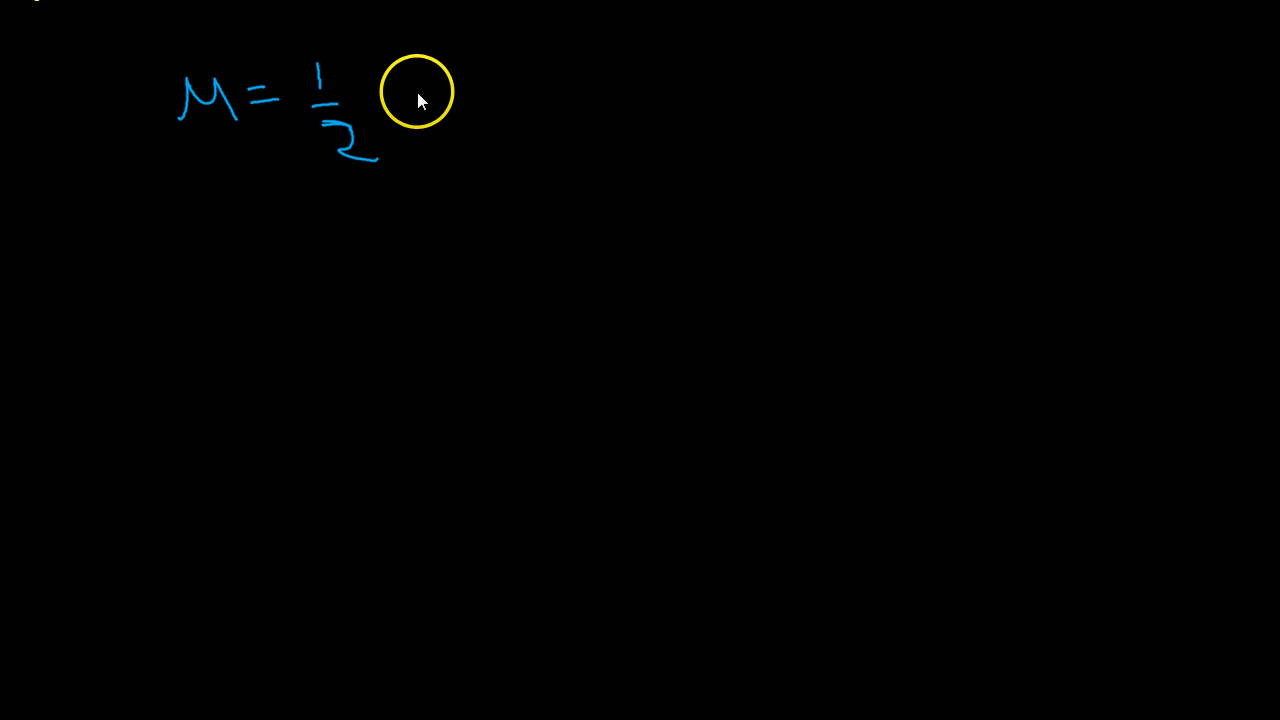 M = 1/2